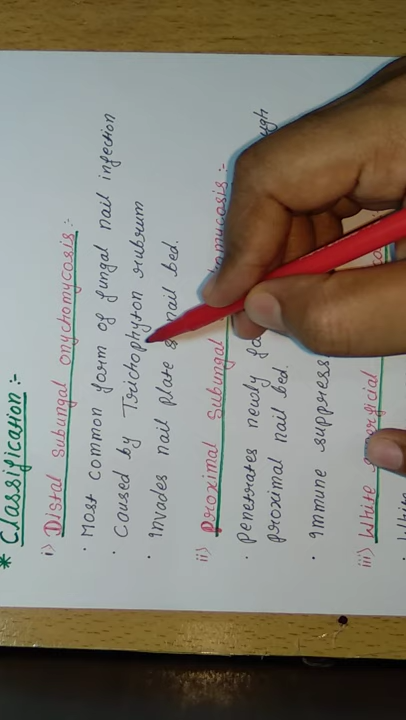 * Classification :-
i) Distal Subungal onychomycosis :-
· Most common form of fungal nail infection
· Caused by Trichophyton rubrum
· Invades nail plate & nail bed.
ii) Proximal Subungal
· Penetrates newly
proximal nail bed.
· Immune suppress
iii) White